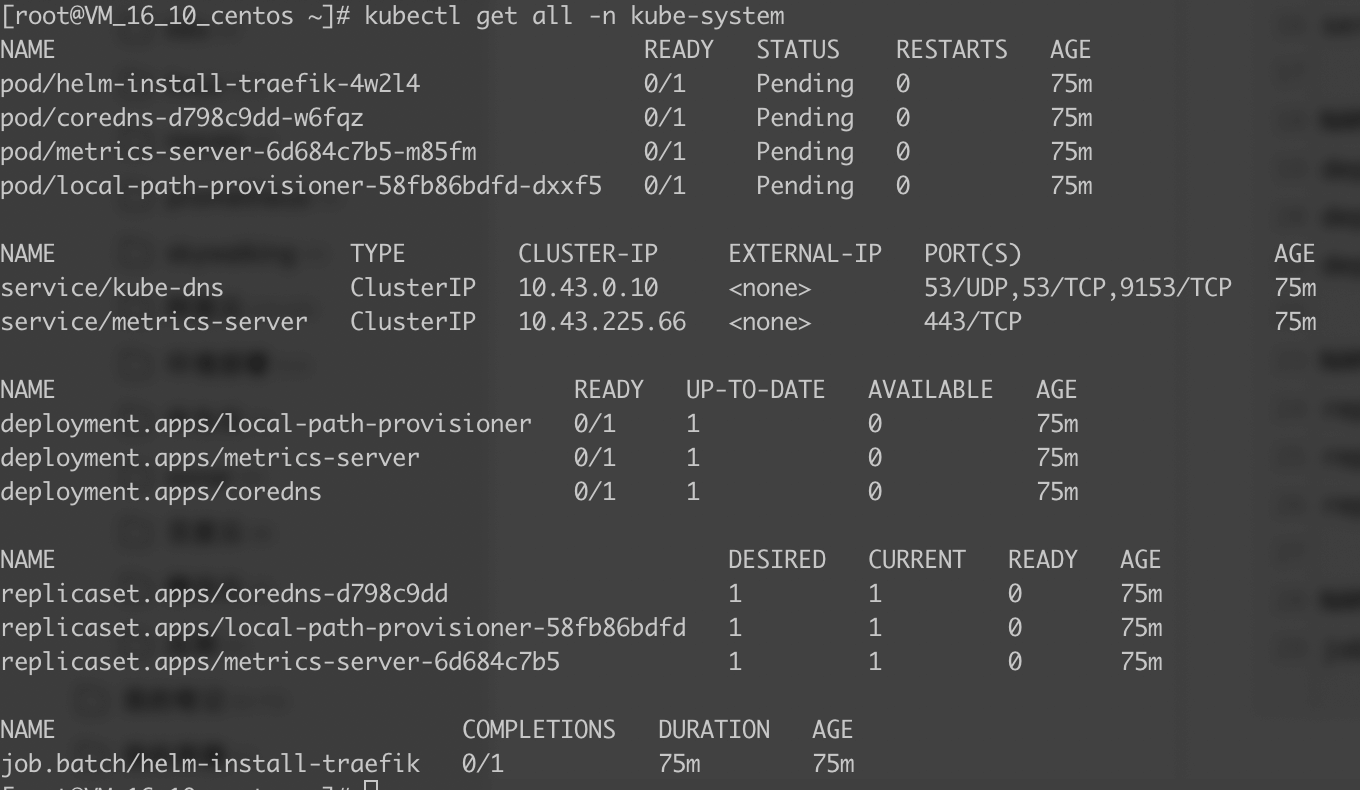 [root@VM_16_10_centos ~]# kubectl get all -n kube-system
NAME READY STATUS RESTARTS AGE
pod/helm-install-traefik-4w2l4 0/1 Pending 0 75m
pod/coredns-d798c9dd-w6fqz 0/1 Pending 0 75m
pod/metrics-server-6d684c7b5-m85fm 0/1 Pending 0 75m
pod/local-path-provisioner-58fb86bdfd-dxxf5 0/1 Pending 0 75m
NAME TYPE CLUSTER-IP EXTERNAL-IP PORT(S) AGE
service/kube-dns ClusterIP 10.43.0.10 <none> 53/UDP,53/TCP,9153/TCP 75m
service/metrics-server ClusterIP 10.43.225.66 <none> 443/TCP 75m
NAME READY UP-TO-DATE AVAILABLE AGE
deployment.apps/local-path-provisioner 0/1 1 0 75m
deployment.apps/metrics-server 0/1 1 0 75m
deployment.apps/coredns 0/1 1 0 75m
NAME DESIRED CURRENT READY AGE
replicaset.apps/coredns-d798c9dd 1 1 0 75m
replicaset.apps/local-path-provisioner-58fb86bdfd 1 1 0 75m
replicaset.apps/metrics-server-6d684c7b5 1 1 0 75m
NAME COMPLETIONS DURATION AGE
job.batch/helm-install-traefik 0/1 75m 75m
[root@VM_16_10_centos ~]#